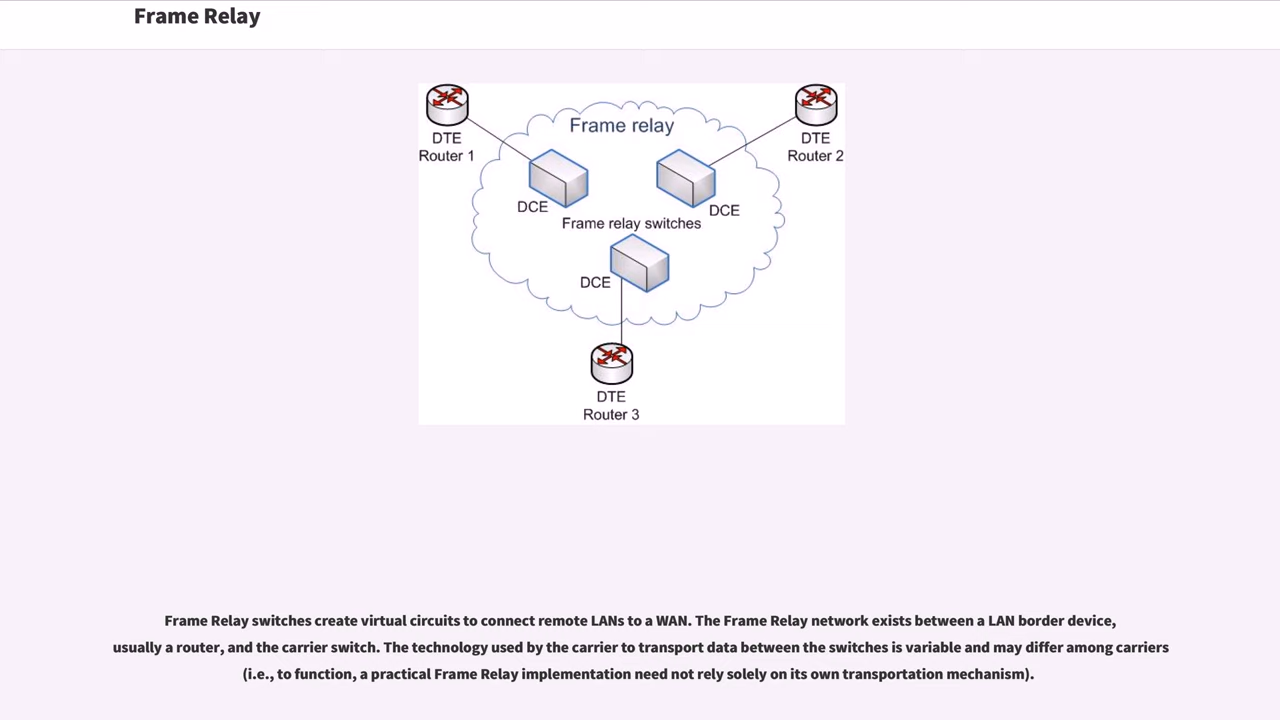 Frame Relay
Frame relay
DTE
Router 1
DTE
Router 2
DCE
DCE
Frame relay switches
DCE
DTE
Router 3
Frame Relay switches create virtual circuits to connect remote LANs to a WAN. The Frame Relay network exists between a LAN border device,
usually a router, and the carrier switch. The technology used by the carrier to transport data between the switches is variable and may differ among carriers
(i.e., to function, a practical Frame Relay implementation need not rely solely on its own transportation mechanism).